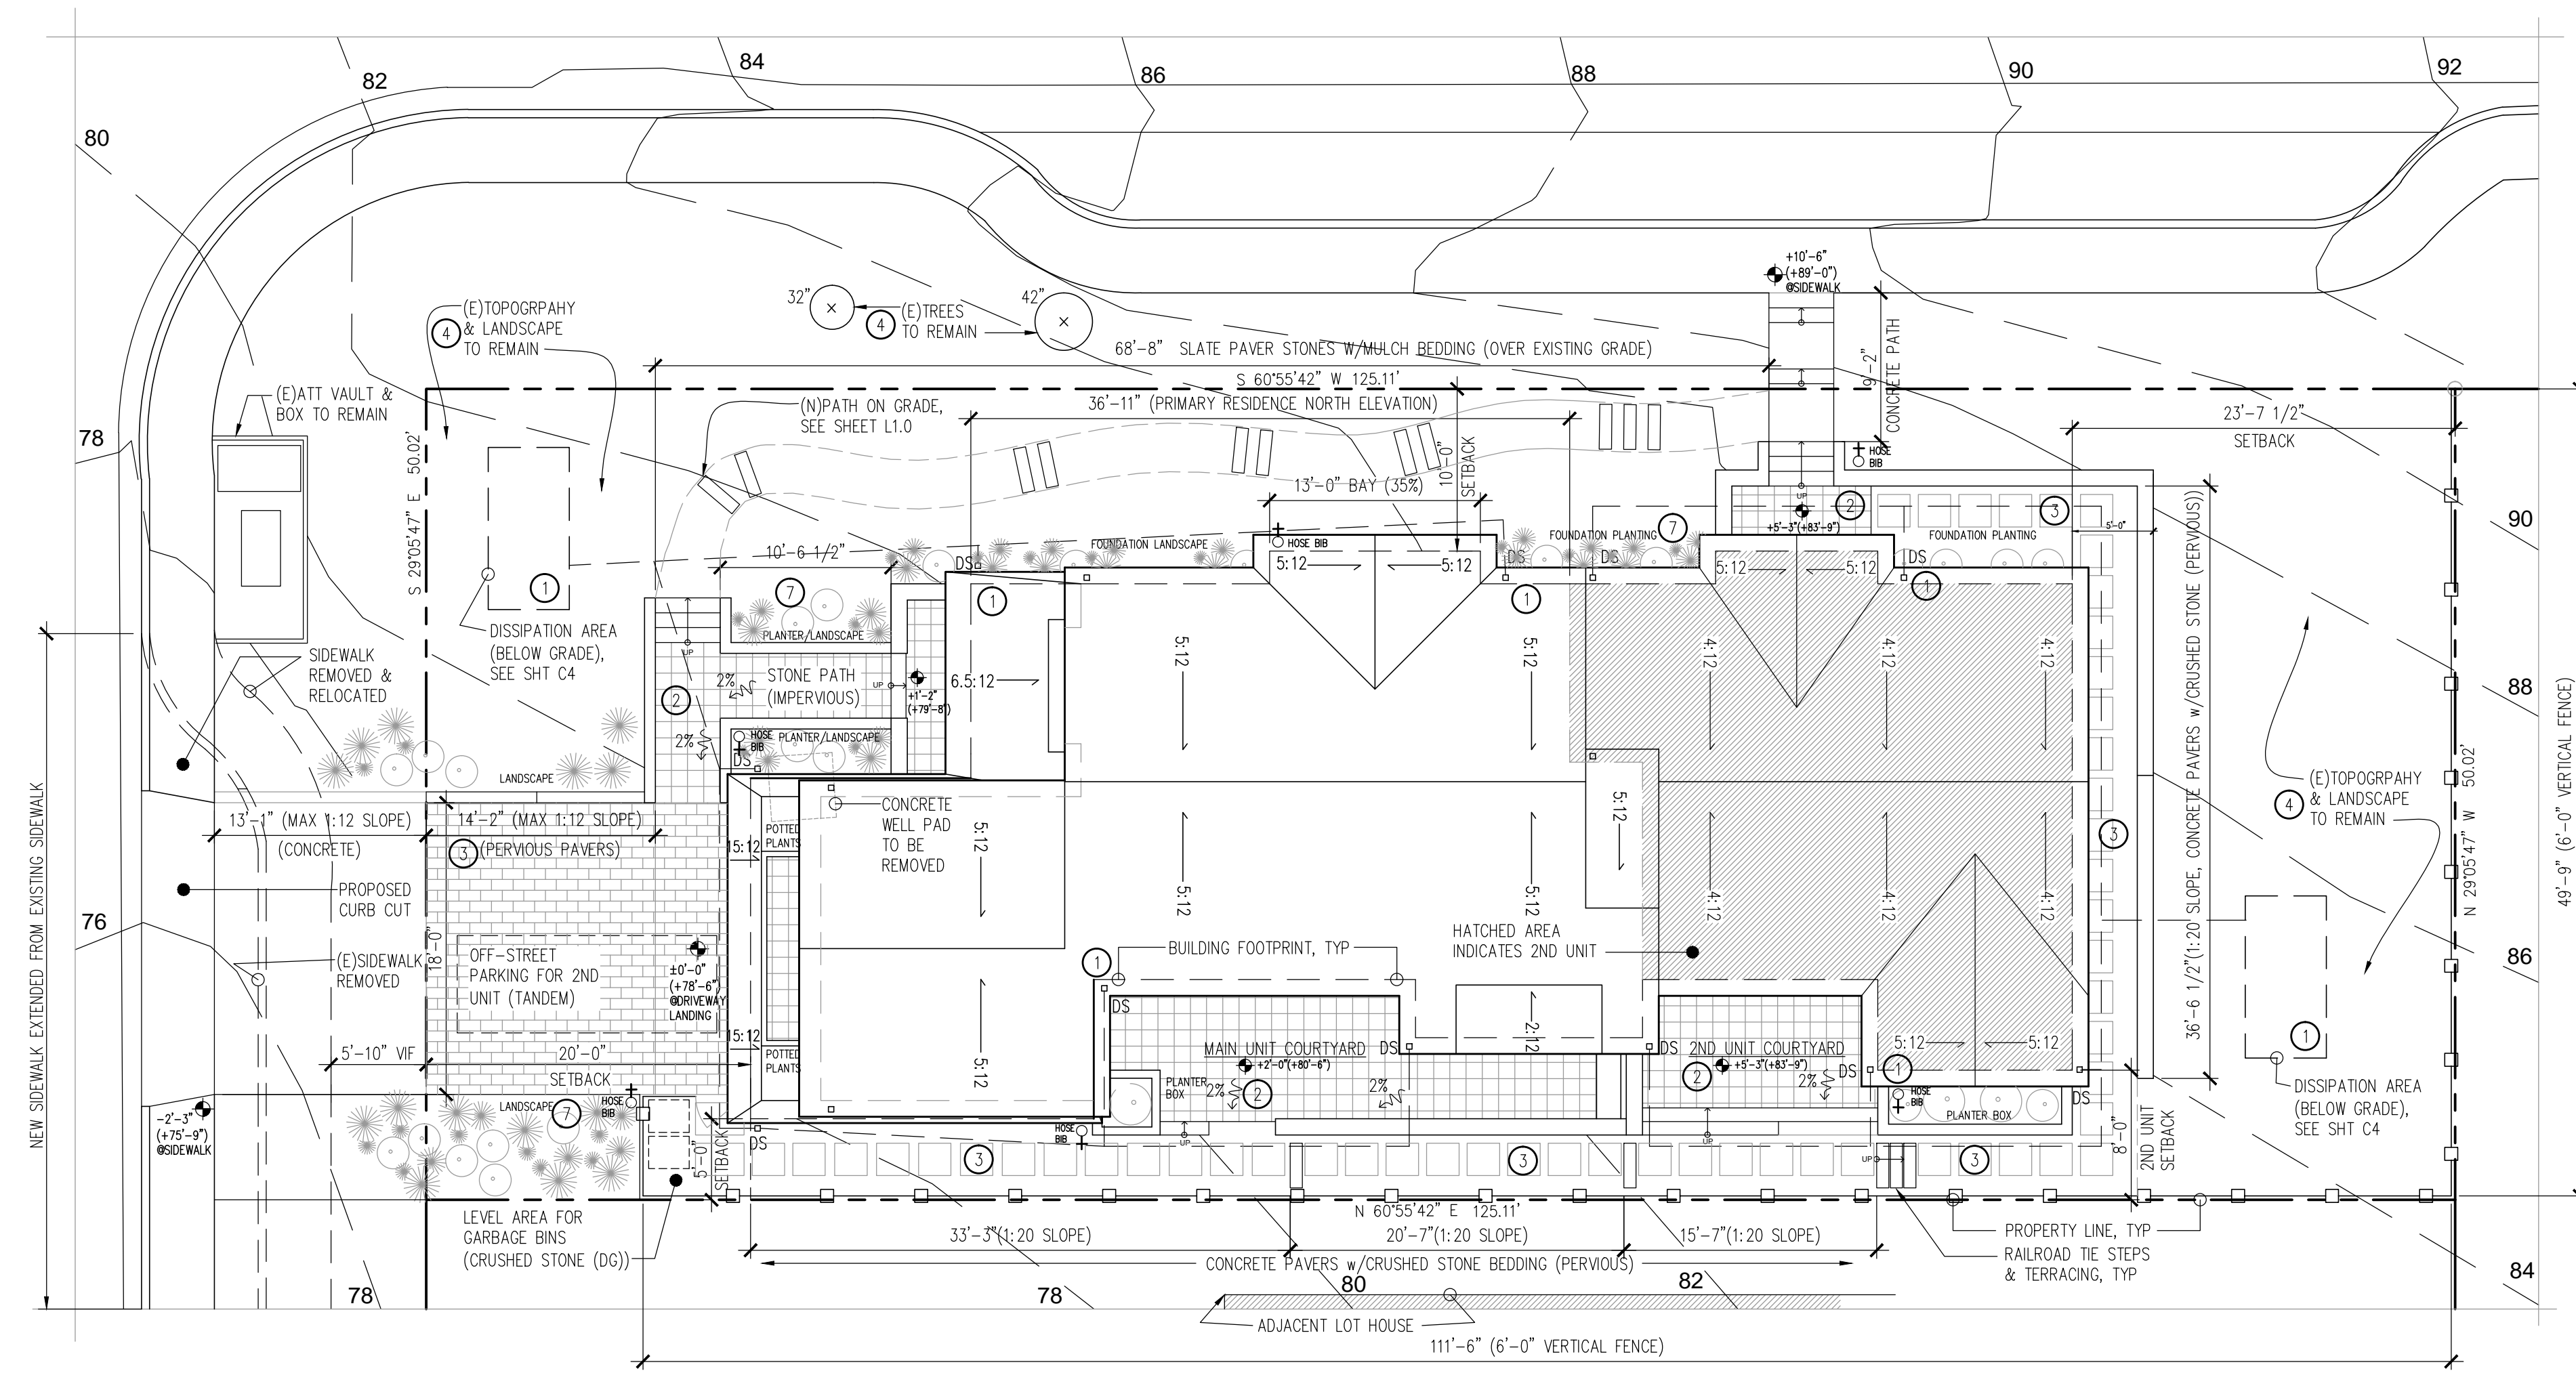 82
84
86
88
90
92
80
78
76
+10'-6"
(+89'-0")
@SIDEWALK
32"
42"
4
(E)TREES
TO REMAIN
4
(E)TOPOGRPAHY
& LANDSCAPE
TO REMAIN
68'-8" SLATE PAVER STONES W/MULCH BEDDING (OVER EXISTING GRADE)
9'-2"
CONCRETE PATH
S 60°55'42" W 125.11'
(E)ATT VAULT &
BOX TO REMAIN
(N)PATH ON GRADE,
SEE SHEET L1.0
36'-11" (PRIMARY RESIDENCE NORTH ELEVATION)
23'-7 1/2"
SETBACK
10'-0"
SETBACK
HOSE
BIB
13'-0" BAY (35%)
S 29°05'47" E 50.02'
1
DISSIPATION AREA
(BELOW GRADE),
SEE SHT C4
10'-6 1/2"
DS
FOUNDATION LANDSCAPE
HOSE BIB
5:12
5:12
DS
FOUNDATION PLANTING
DS
7
UP
2
+5'-3"(+83'-9")
3
FOUNDATION PLANTING
5'-0"
DS
5:12
5:12
1
1
1
7
PLANTER/LANDSCAPE
UP
STONE PATH
(IMPERVIOUS)
2%
2
2%
UP
+1'-2"
(+79'-8")
6.5:12
HOSE
BIB
PLANTER/LANDSCAPE
DS
SIDEWALK
REMOVED &
RELOCATED
LANDSCAPE
5:12
5:12
4:12
4:12
4:12
90
88
86
84
36'-6 1/2"(1:20 SLOPE, CONCRETE PAVERS w/CRUSHED STONE (PERVIOUS))
49'-9" (6'-0" VERTICAL FENCE)
N 29°05'47" W 50.02'
(E)TOPOGRPAHY
4
& LANDSCAPE
TO REMAIN
3
13'-1" (MAX 1:12 SLOPE)
(CONCRETE)
14'-2" (MAX 1:12 SLOPE)
3
(PERVIOUS PAVERS)
POTTED
PLANTS
15:12
CONCRETE
WELL PAD
TO BE
REMOVED
5:12
5:12
5:12
5:12
4:12
4:12
4:12
PROPOSED
CURB CUT
NEW SIDEWALK EXTENDED FROM EXISTING SIDEWALK
18'-0"
(E)SIDEWALK
REMOVED
OFF-STREET
PARKING FOR 2ND
UNIT (TANDEM)
±0'-0"
(+78'-6")
@DRIVEWAY
LANDING
BUILDING FOOTPRINT, TYP
HATCHED AREA
INDICATES 2ND UNIT
1
DS
15:12
POTTED
PLANTS
5:12
2:12
5'-10" VIF
20'-0"
SETBACK
MAIN UNIT COURTYARD
+2'-0"(+80'-6")
DS
DS
2ND UNIT COURTYARD
+5'-3"(+83'-9")
5:12
5:12
1
1
PLANTER
BOX
2%
2
2%
2
2%
HOSE
BIB
PLANTER BOX
DS
DISSIPATION AREA
(BELOW GRADE),
SEE SHT C4
-2'-3"
(+75'-9")
@SIDEWALK
LANDSCAPE
7
HOSE
BIB
5'-0"
SETBACK
DS
HOSE
BIB
UP
UP
UP
3
3
3
8'-0"
2ND UNIT
SETBACK
LEVEL AREA FOR
GARBAGE BINS
(CRUSHED STONE (DG))
N 60°55'42" E 125.11'
33'-3"(1:20 SLOPE)
20'-7"(1:20 SLOPE)
15'-7"(1:20 SLOPE)
CONCRETE PAVERS w/CRUSHED STONE BEDDING (PERVIOUS)
PROPERTY LINE, TYP
RAILROAD TIE STEPS
& TERRACING, TYP
78
78
80
82
ADJACENT LOT HOUSE
111'-6" (6'-0" VERTICAL FENCE)